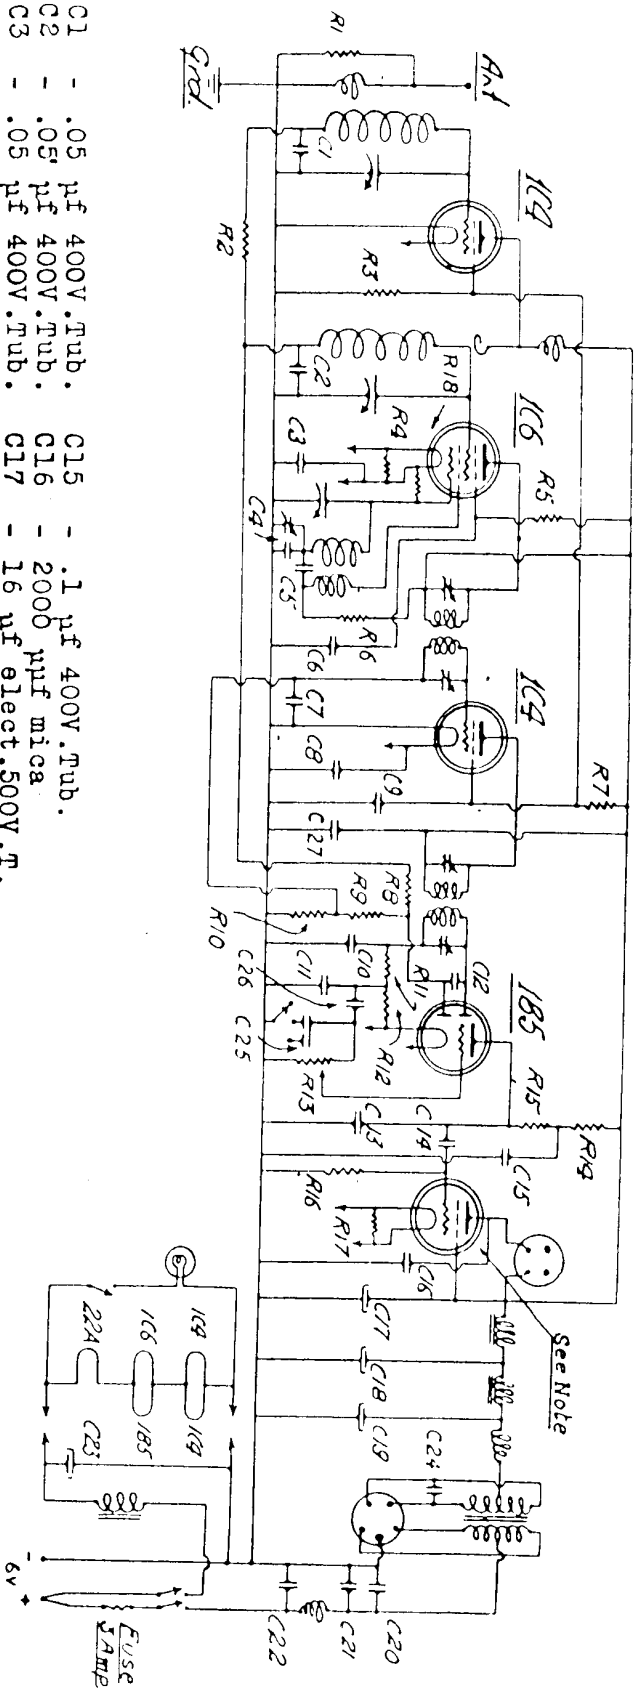 Ant
R1
Grd.
1C4
C1
R2
R3
1C6
C2
R18
R4
C3
R5
C4
C5
R6
C6
1C4
C7
C8
C9
R7
C27
R8
R9
R10
C10
C11
C26
C25
R11
C12
1B5
R12
R13
C13
C14
R15
R14
C15
R16
R17
C16
See Note
C17
C18
C19
C24
C20
C21
C22
C23
1C4
1C4
1C6
1B5
22A
- 6v +
Fuse
5 Amp
C1 - .05 µf 400V.Tub. C15 - .1 µf 400V.Tub.
C2 - .05 µf 400V.Tub. C16 - 2000 µµf mica
C3 - .05 µf 400V.Tub. C17 - 16 µf elect.500V.T.